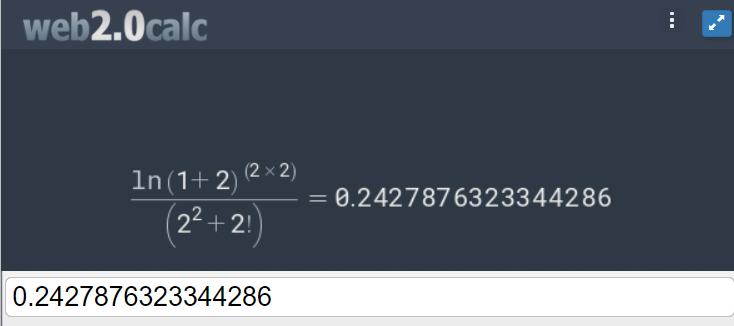 web2.0calc
ln(1+2)^(2×2) / (2^2+2!) = 0.2427876323344286
0.2427876323344286